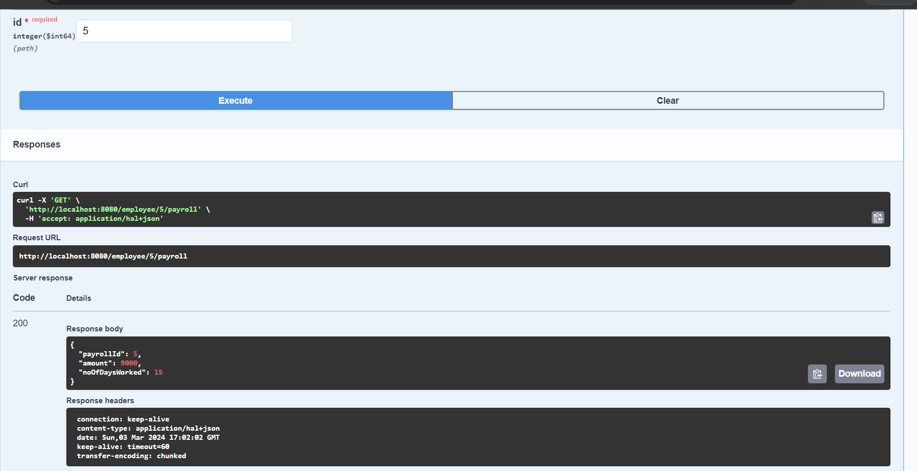 id * required
5
integer($int64)
(path)
Execute
Clear
Responses
Curl
curl -X 'GET' \
'http://localhost:8080/employee/5/payroll' \
-H 'accept: application/hal+json'
Request URL
http://localhost:8080/employee/5/payroll
Server response
Code Details
200
Response body
{
"payrollId": 5,
"amount": 9000,
"noOfDaysWorked": 15
}
Download
Response headers
connection: keep-alive
content-type: application/hal+json
date: Sun,03 Mar 2024 17:02:02 GMT
keep-alive: timeout=60
transfer-encoding: chunked